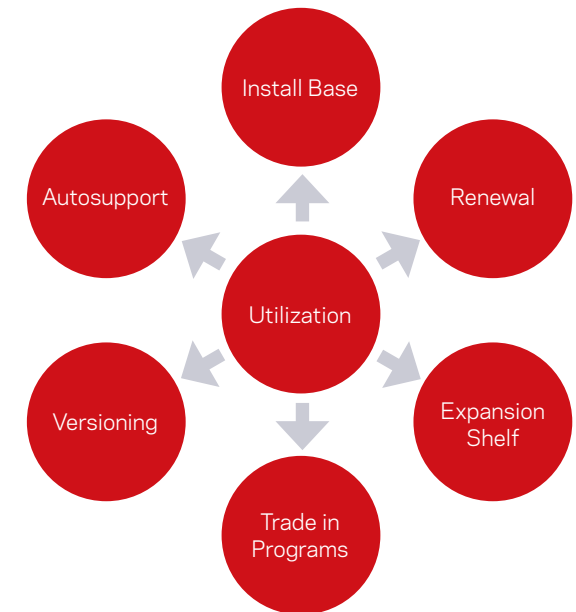 Install Base
Autosupport
Renewal
Utilization
Versioning
Expansion
Shelf
Trade in
Programs